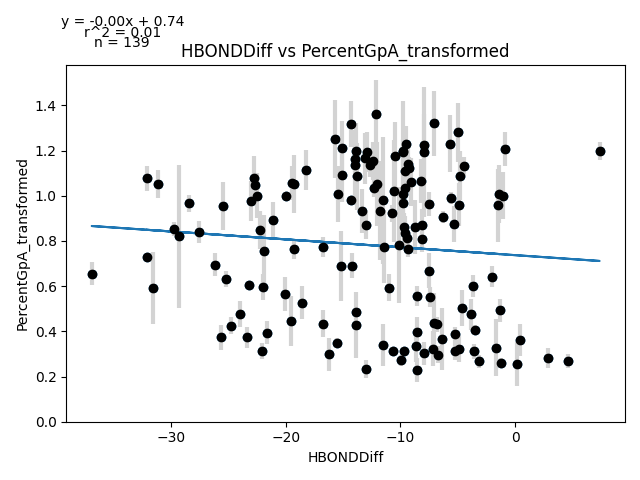 y = -0.00x + 0.74
r^2 = 0.01
n = 139
HBONDDiff vs PercentGpA_transformed
1.4
1.2
1.0
0.8
0.6
0.4
0.2
0.0
PercentGpA_transformed
−30
−20
−10
0
HBONDDiff